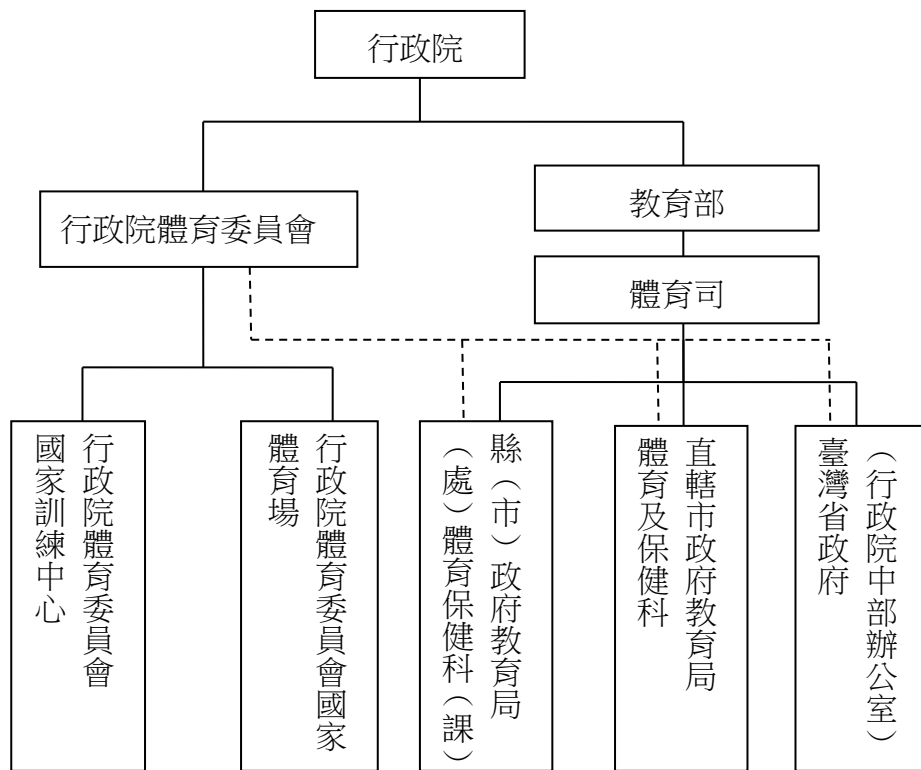 行政院
行政院體育委員會
教育部
體育司
行政院體育委員會
國家訓練中心
行政院體育委員會國家
體育場
縣（市）政府教育局
（處）體育保健科（課）
直轄市政府教育局
體育及保健科
（行政院中部辦公室）
臺灣省政府